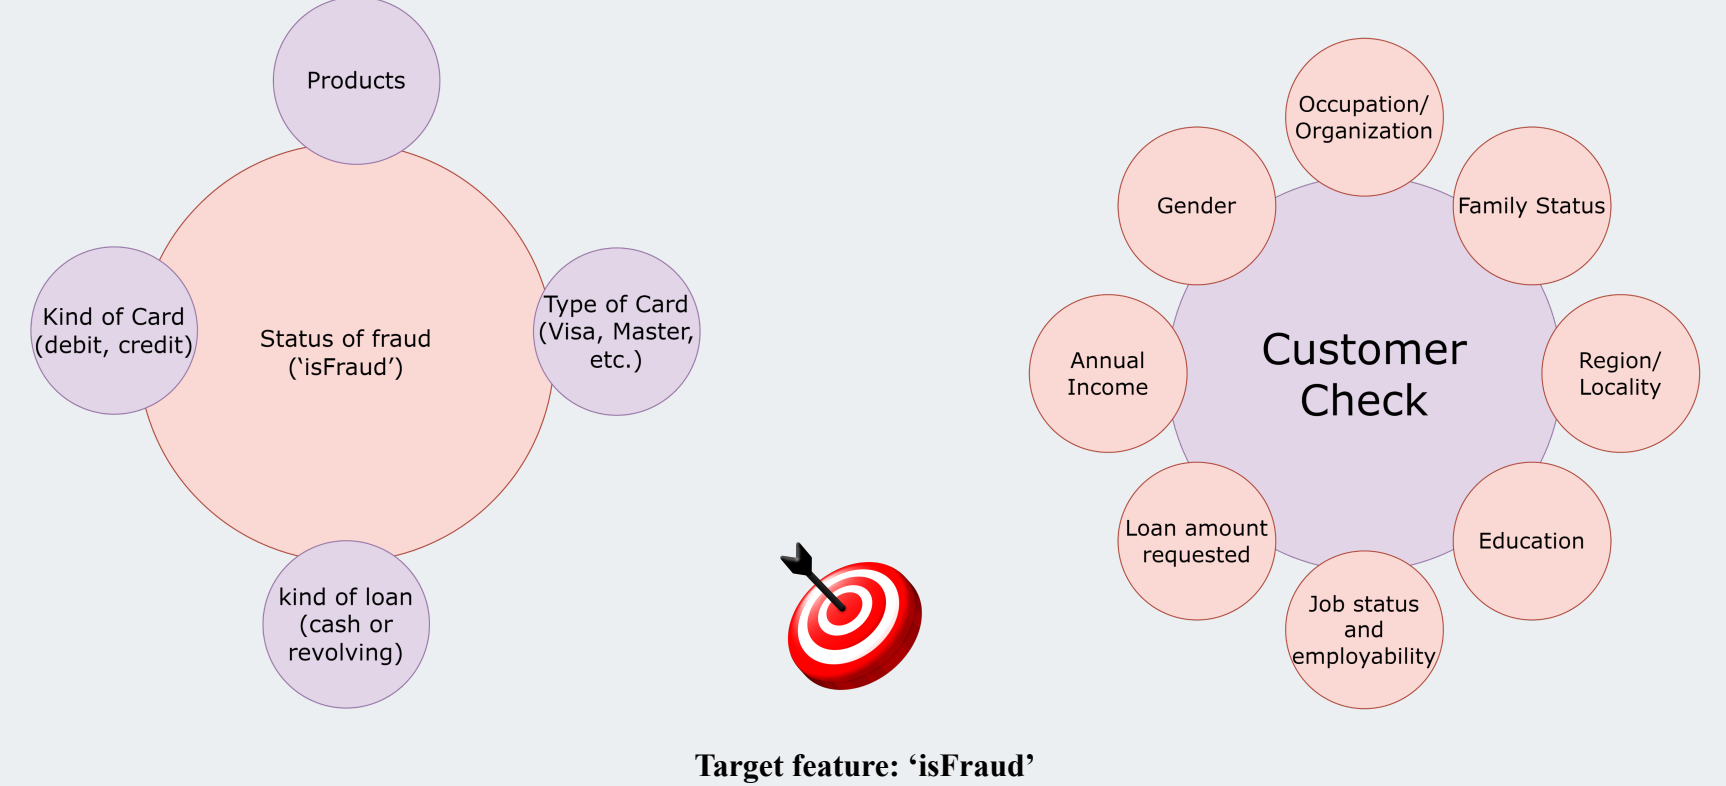 Products
Kind of Card
(debit, credit)
Status of fraud
(‘isFraud’)
Type of Card
(Visa, Master,
etc.)
kind of loan
(cash or
revolving)
Occupation/
Organization
Gender
Family Status
Annual
Income
Customer
Check
Region/
Locality
Loan amount
requested
Education
Job status
and
employability
Target feature: ‘isFraud’